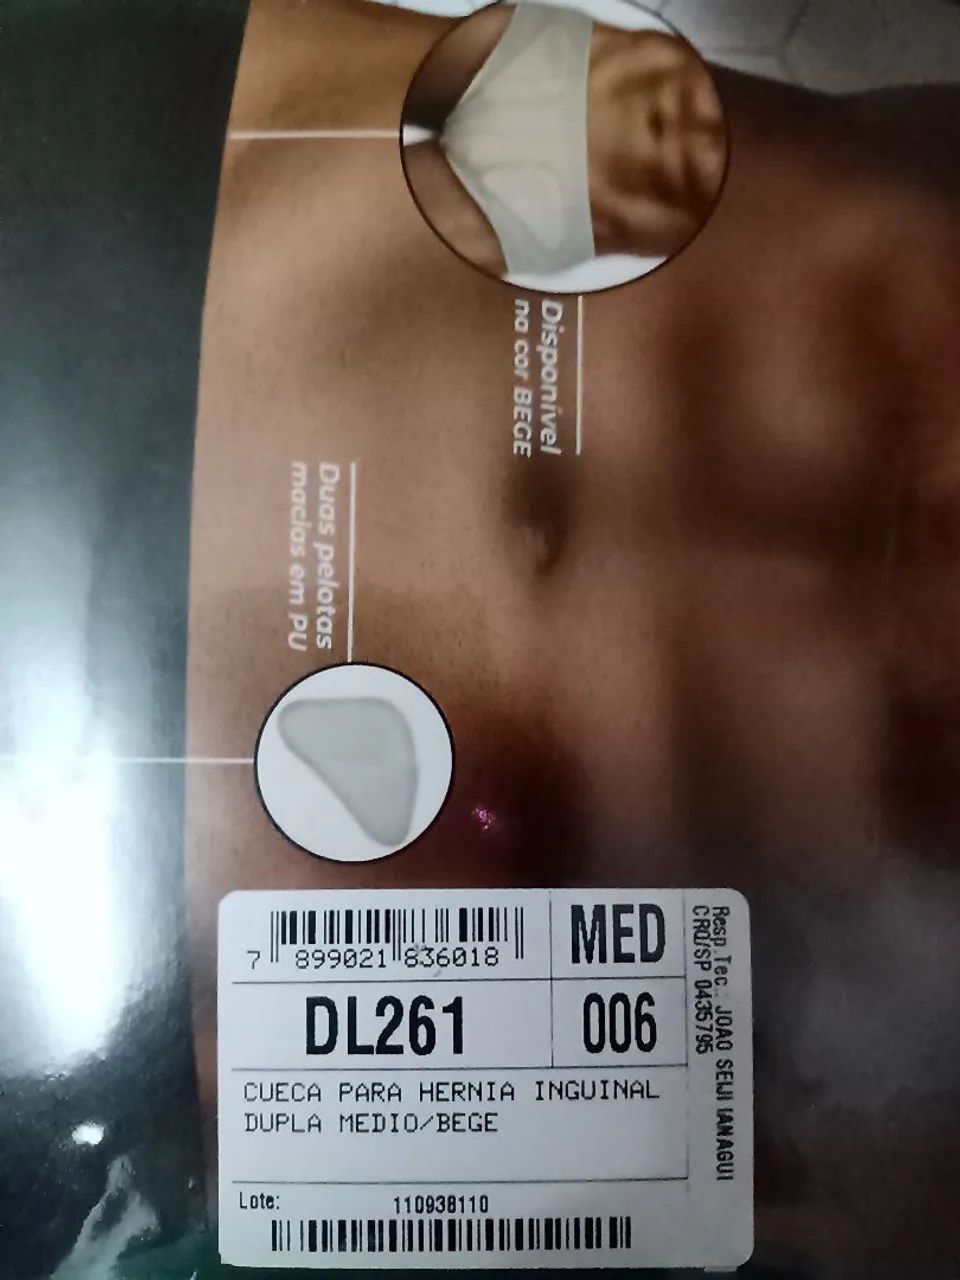 Disponível
na cor BEGE
Duas pelotas
macias em PU
7 899021 836018
MED
DL261
006
CUECA PARA HERNIA INGUINAL
DUPLA MEDIO/BEGE
Lote: 110938110
Resp.Tec.: JOAO SEIJI IANAGUI
CRQ/SP 0435795